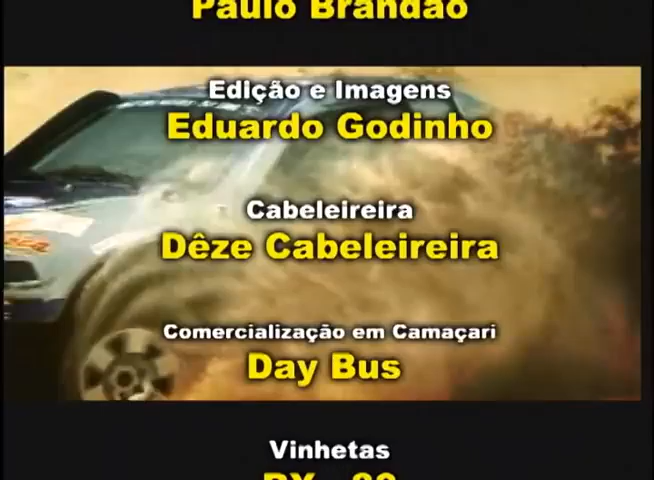 Paulo Brandão
Edição e Imagens
Eduardo Godinho
Cabeleireira
Dêze Cabeleireira
Comercialização em Camaçari
Day Bus
Vinhetas